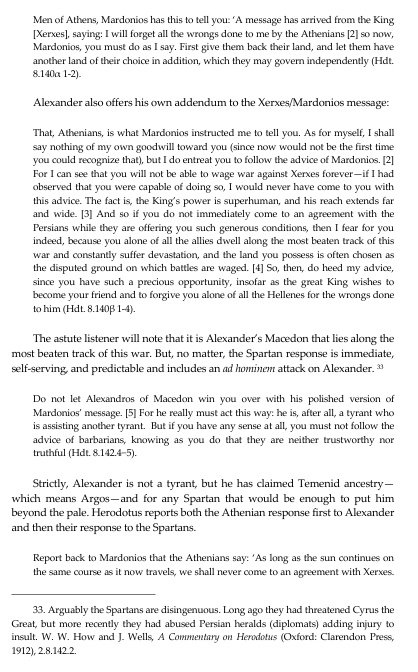 Men of Athens, Mardonios has this to tell you: ‘A message has arrived from the King
[Xerxes], saying: I will forget all the wrongs done to me by the Athenians [2] so now,
Mardonios, you must do as I say. First give them back their land, and let them have
another land of their choice in addition, which they may govern independently (Hdt.
8.140α 1-2).
Alexander also offers his own addendum to the Xerxes/Mardonios message:
That, Athenians, is what Mardonios instructed me to tell you. As for myself, I shall
say nothing of my own goodwill toward you (since now would not be the first time
you could recognize that), but I do entreat you to follow the advice of Mardonios. [2]
For I can see that you will not be able to wage war against Xerxes forever—if I had
observed that you were capable of doing so, I would never have come to you with
this advice. The fact is, the King’s power is superhuman, and his reach extends far
and wide. [3] And so if you do not immediately come to an agreement with the
Persians while they are offering you such generous conditions, then I fear for you
indeed, because you alone of all the allies dwell along the most beaten track of this
war and constantly suffer devastation, and the land you possess is often chosen as
the disputed ground on which battles are waged. [4] So, then, do heed my advice,
since you have such a precious opportunity, insofar as the great King wishes to
become your friend and to forgive you alone of all the Hellenes for the wrongs done
to him (Hdt. 8.140β 1-4).
The astute listener will note that it is Alexander’s Macedon that lies along the
most beaten track of this war. But, no matter, the Spartan response is immediate,
self-serving, and predictable and includes an ad hominem attack on Alexander. 33
Do not let Alexandros of Macedon win you over with his polished version of
Mardonios’ message. [5] For he really must act this way: he is, after all, a tyrant who
is assisting another tyrant. But if you have any sense at all, you must not follow the
advice of barbarians, knowing as you do that they are neither trustworthy nor
truthful (Hdt. 8.142.4–5).
Strictly, Alexander is not a tyrant, but he has claimed Temenid ancestry—
which means Argos—and for any Spartan that would be enough to put him
beyond the pale. Herodotus reports both the Athenian response first to Alexander
and then their response to the Spartans.
Report back to Mardonios that the Athenians say: ‘As long as the sun continues on
the same course as it now travels, we shall never come to an agreement with Xerxes.
33. Arguably the Spartans are disingenuous. Long ago they had threatened Cyrus the
Great, but more recently they had abused Persian heralds (diplomats) adding injury to
insult. W. W. How and J. Wells, A Commentary on Herodotus (Oxford: Clarendon Press,
1912), 2.8.142.2.